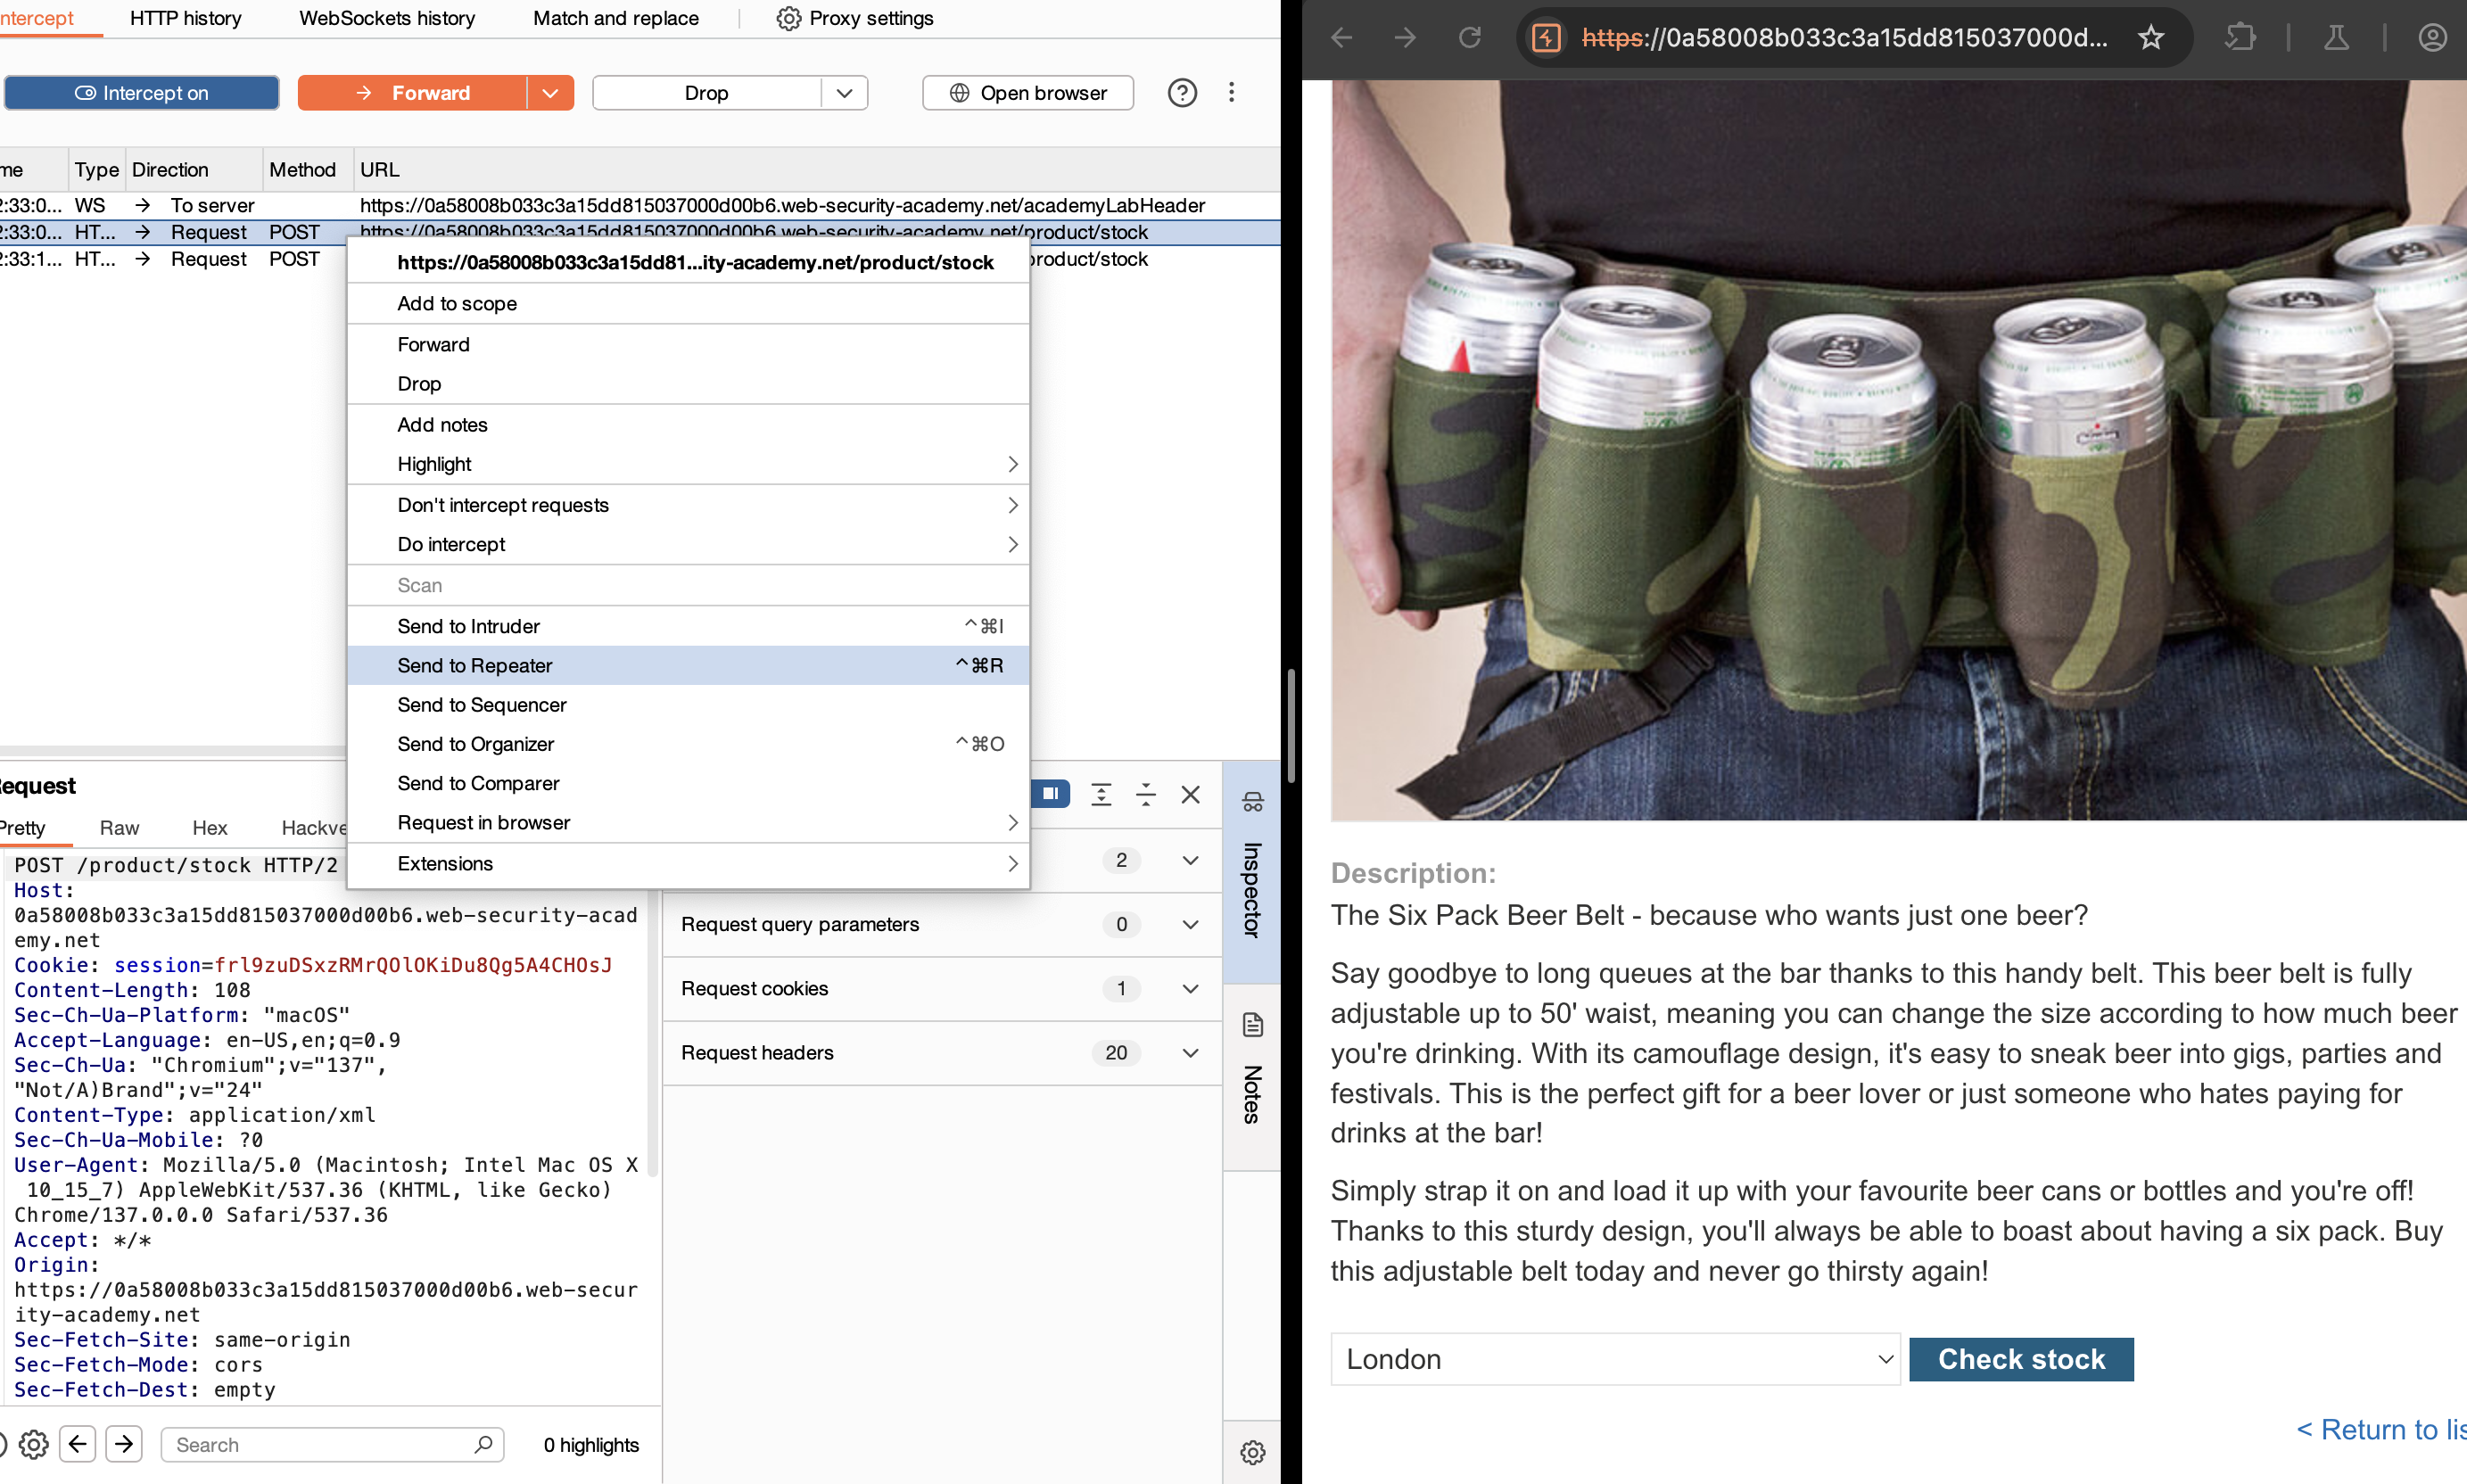 Intercept
HTTP history
WebSockets history
Match and replace
Proxy settings
Intercept on
Forward
Drop
Open browser
Type
Direction
Method
URL
WS → To server https://0a58008b033c3a15dd815037000d00b6.web-security-academy.net/academyLabHeader
HT... → Request POST https://0a58008b033c3a15dd815037000d00b6.web-security-academy.net/product/stock
HT... → Request POST product/stock
https://0a58008b033c3a15dd81...ity-academy.net/product/stock
Add to scope
Forward
Drop
Add notes
Highlight
Don't intercept requests
Do intercept
Scan
Send to Intruder ^⌘I
Send to Repeater ^⌘R
Send to Sequencer
Send to Organizer ^⌘O
Send to Comparer
Request in browser
Extensions
Request
Pretty
Raw
Hex
Hackve
POST /product/stock HTTP/2
Host:
0a58008b033c3a15dd815037000d00b6.web-security-acad
emy.net
Cookie: session=frl9zuDSxzRMrQOlOKiDu8Qg5A4CHOsJ
Content-Length: 108
Sec-Ch-Ua-Platform: "macOS"
Accept-Language: en-US,en;q=0.9
Sec-Ch-Ua: "Chromium";v="137",
"Not/A)Brand";v="24"
Content-Type: application/xml
Sec-Ch-Ua-Mobile: ?0
User-Agent: Mozilla/5.0 (Macintosh; Intel Mac OS X
10_15_7) AppleWebKit/537.36 (KHTML, like Gecko)
Chrome/137.0.0.0 Safari/537.36
Accept: */*
Origin:
https://0a58008b033c3a15dd815037000d00b6.web-secur
ity-academy.net
Sec-Fetch-Site: same-origin
Sec-Fetch-Mode: cors
Sec-Fetch-Dest: empty
Search
0 highlights
2
Request query parameters 0
Request cookies 1
Request headers 20
Inspector
Notes
https://0a58008b033c3a15dd815037000d...
Description:
The Six Pack Beer Belt - because who wants just one beer?
Say goodbye to long queues at the bar thanks to this handy belt. This beer belt is fully
adjustable up to 50' waist, meaning you can change the size according to how much beer
you're drinking. With its camouflage design, it's easy to sneak beer into gigs, parties and
festivals. This is the perfect gift for a beer lover or just someone who hates paying for
drinks at the bar!
Simply strap it on and load it up with your favourite beer cans or bottles and you're off!
Thanks to this sturdy design, you'll always be able to boast about having a six pack. Buy
this adjustable belt today and never go thirsty again!
London
Check stock
< Return to lis